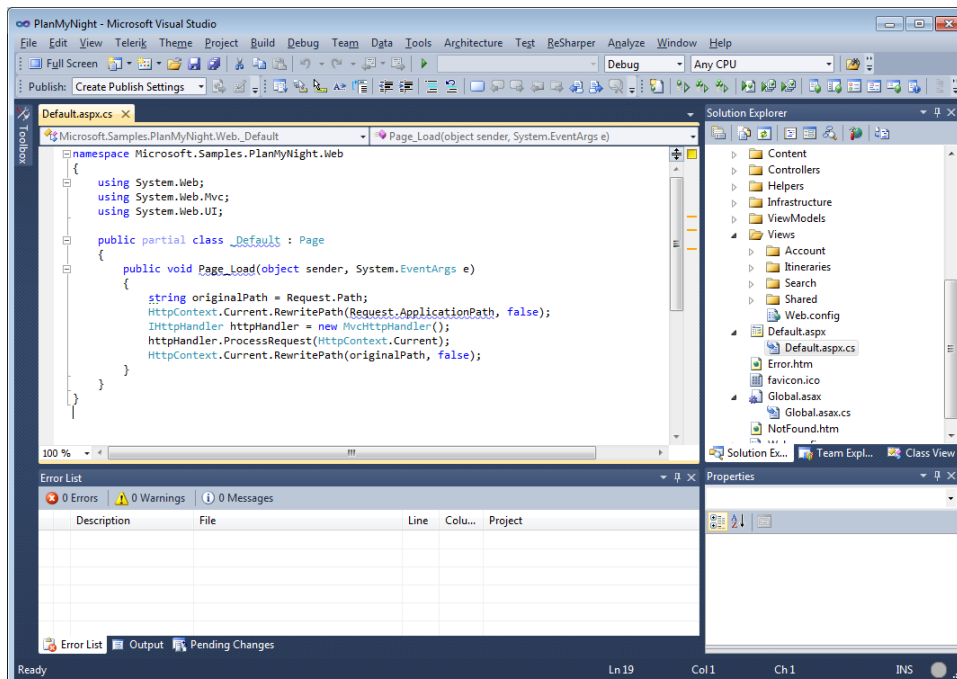 PlanMyNight - Microsoft Visual Studio
File Edit View Telerik Theme Project Build Debug Team Data Tools Architecture Test ReSharper Analyze Window Help
Full Screen Debug Any CPU
Publish: Create Publish Settings
Toolbox
Default.aspx.cs
Microsoft.Samples.PlanMyNight.Web._Default Page_Load(object sender, System.EventArgs e)
namespace Microsoft.Samples.PlanMyNight.Web
{
using System.Web;
using System.Web.Mvc;
using System.Web.UI;
public partial class _Default : Page
{
public void Page_Load(object sender, System.EventArgs e)
{
string originalPath = Request.Path;
HttpContext.Current.RewritePath(Request.ApplicationPath, false);
IHttpHandler httpHandler = new MvcHttpHandler();
httpHandler.ProcessRequest(HttpContext.Current);
HttpContext.Current.RewritePath(originalPath, false);
}
}
}
100 %
Solution Explorer
Content
Controllers
Helpers
Infrastructure
ViewModels
Views
Account
Itineraries
Search
Shared
Web.config
Default.aspx
Default.aspx.cs
Error.htm
favicon.ico
Global.asax
Global.asax.cs
NotFound.htm
Solution Ex... Team Expl... Class View
Error List
0 Errors 0 Warnings 0 Messages
Description File Line Colu... Project
Properties
Error List Output Pending Changes
Ready Ln 19 Col 1 Ch 1 INS